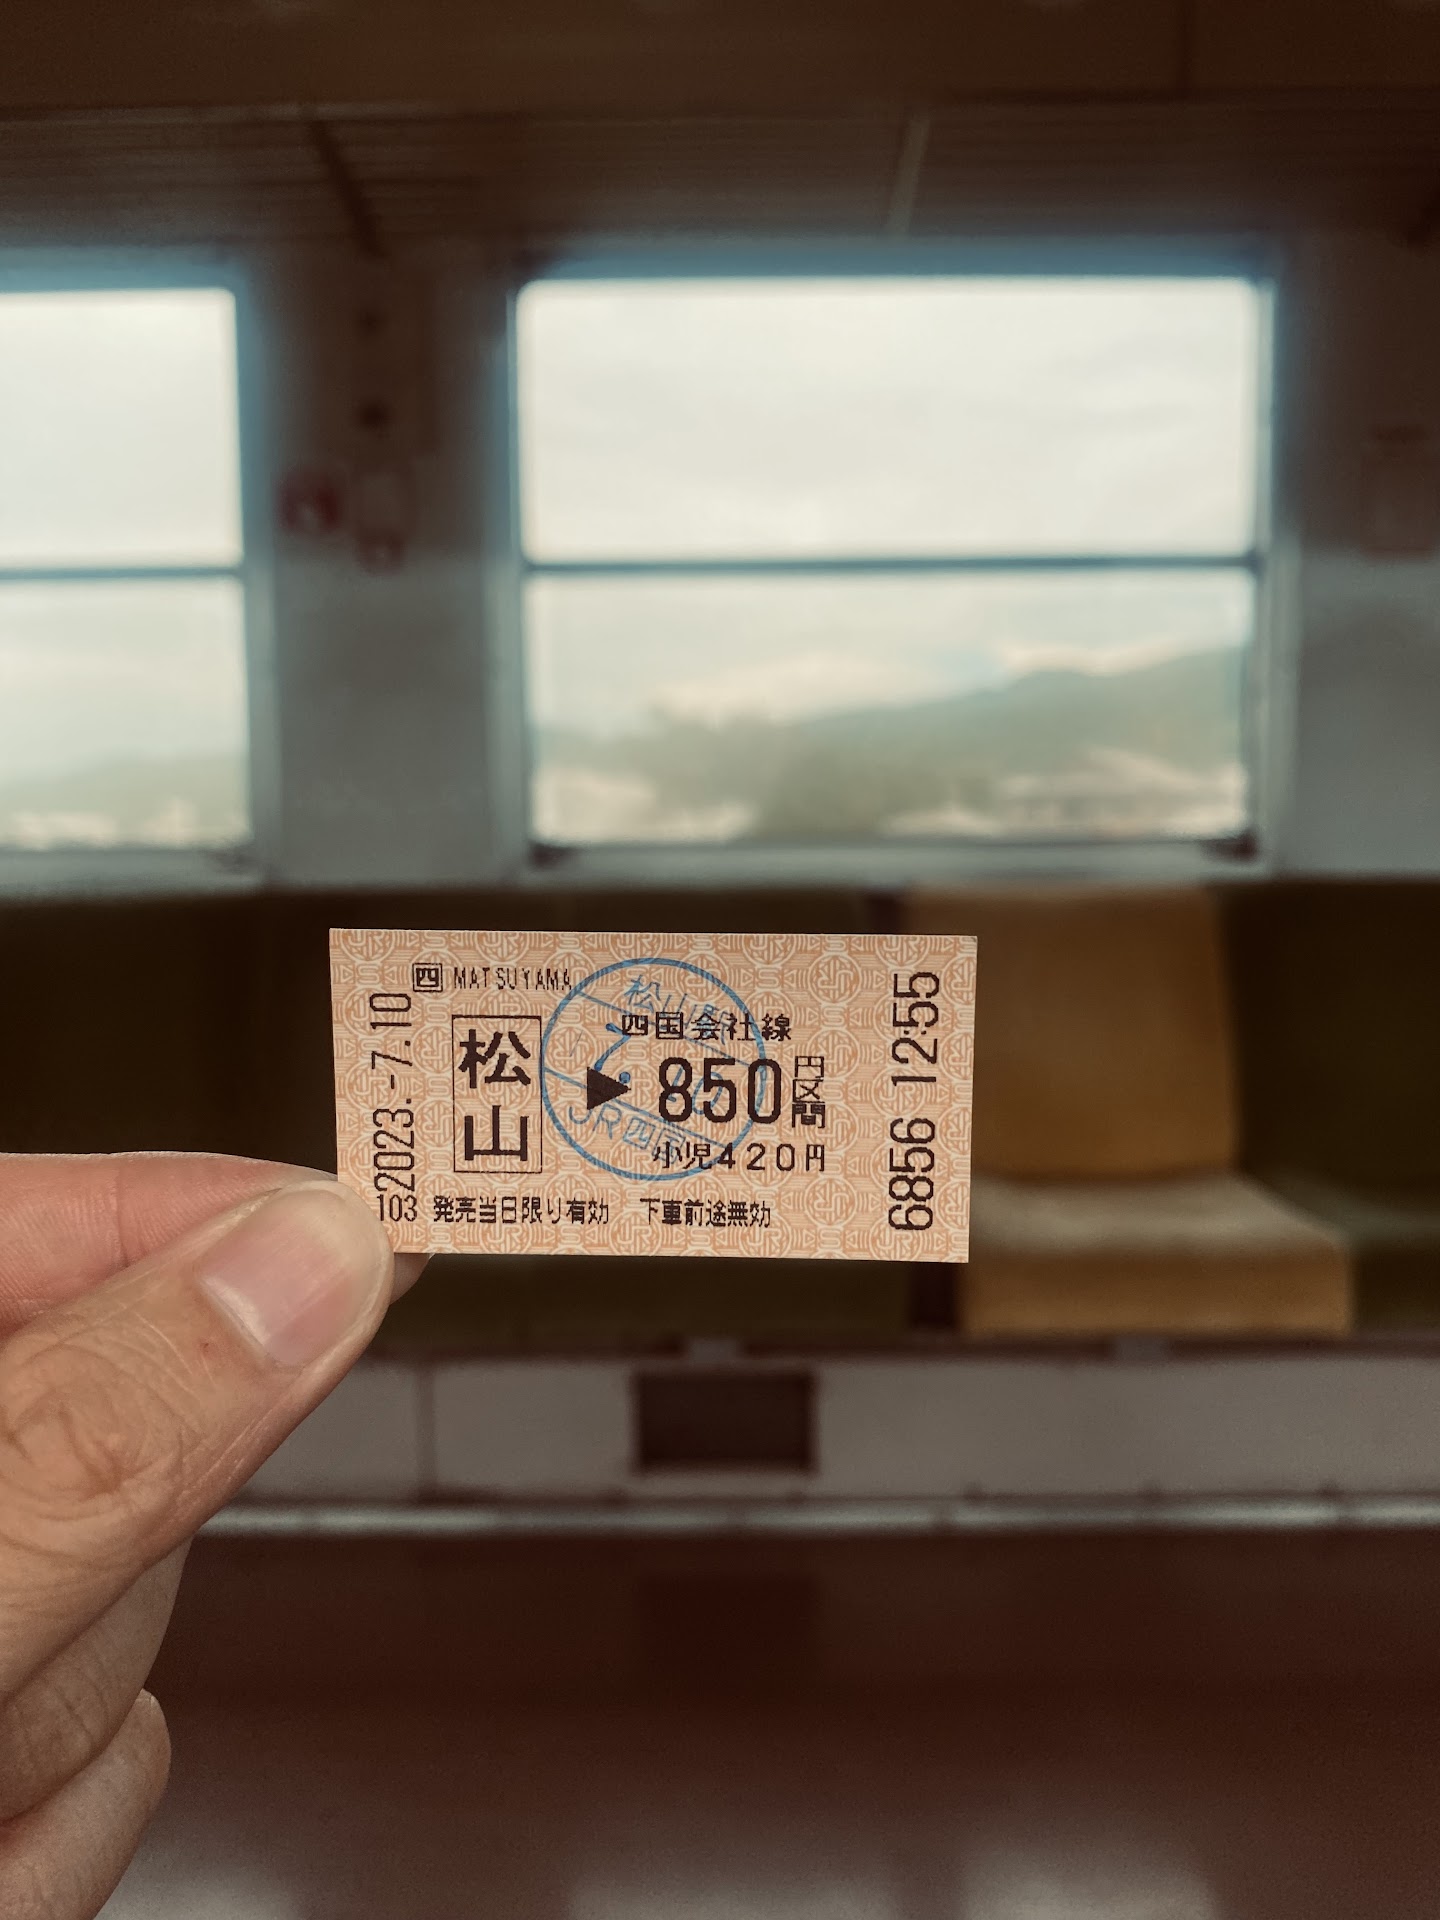 四 MATSUYAMA
松山
四国会社線
▶ 850円区間
小児420円
発売当日限り有効 下車前途無効
103
2023.-7.10
6856 12:55
松山駅
7.10
JR四国